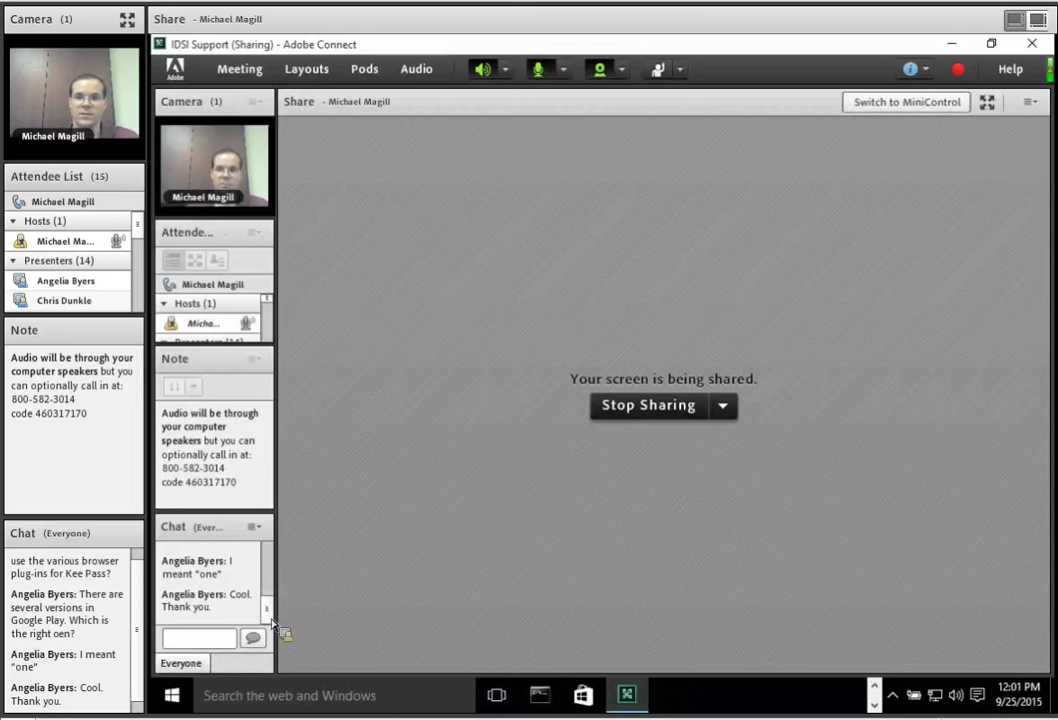 Camera (1)
Share - Michael Magill
Michael Magill
Attendee List (15)
Michael Magill
Hosts (1)
Michael Ma...
Presenters (14)
Angelia Byers
Chris Dunkle
Note
Audio will be through your
computer speakers but you
can optionally call in at:
800-582-3014
code 460317170
Chat (Everyone)
use the various browser
plug-ins for Kee Pass?
Angelia Byers: There are
several versions in
Google Play. Which is
the right oen?
Angelia Byers: I meant
"one"
Angelia Byers: Cool.
Thank you.
IDSI Support (Sharing) - Adobe Connect
Adobe
Meeting
Layouts
Pods
Audio
Help
Camera (1)
Share - Michael Magill
Switch to MiniControl
Michael Magill
Attende...
Michael Magill
Hosts (1)
Micha...
Note
11
Audio will be through
your computer
speakers but you can
optionally call in at:
800-582-3014
code 460317170
Chat (Ever...
Angelia Byers: I
meant "one"
Angelia Byers: Cool.
Thank you.
Everyone
Your screen is being shared.
Stop Sharing
Search the web and Windows
12:01 PM
9/25/2015